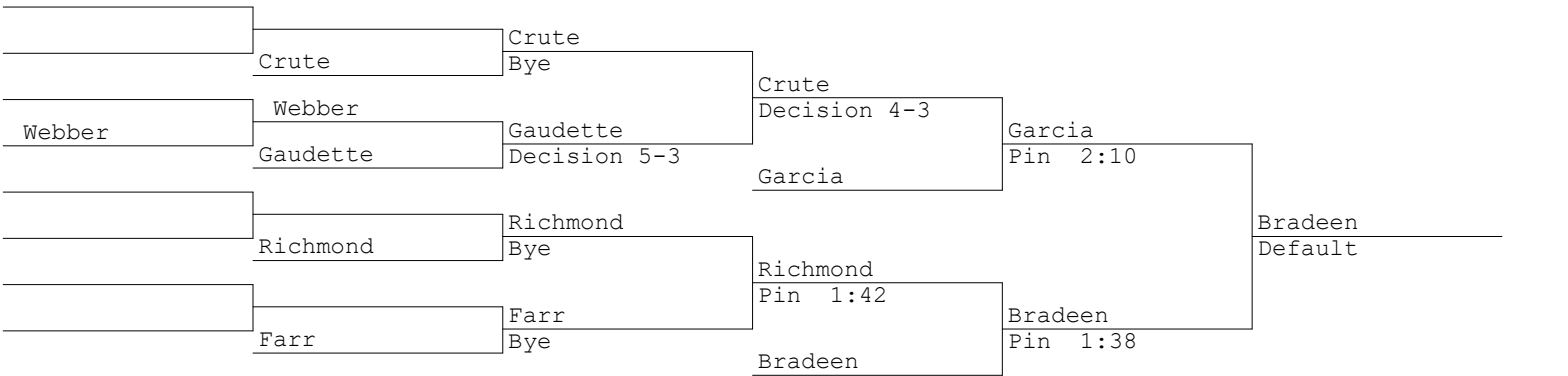 Crute
Crute
Bye
Crute
Decision 4-3
Webber
Webber
Gaudette
Gaudette
Decision 5-3
Garcia
Garcia
Pin 2:10
Richmond
Richmond
Bye
Richmond
Pin 1:42
Farr
Farr
Bye
Bradeen
Bradeen
Pin 1:38
Bradeen
Default